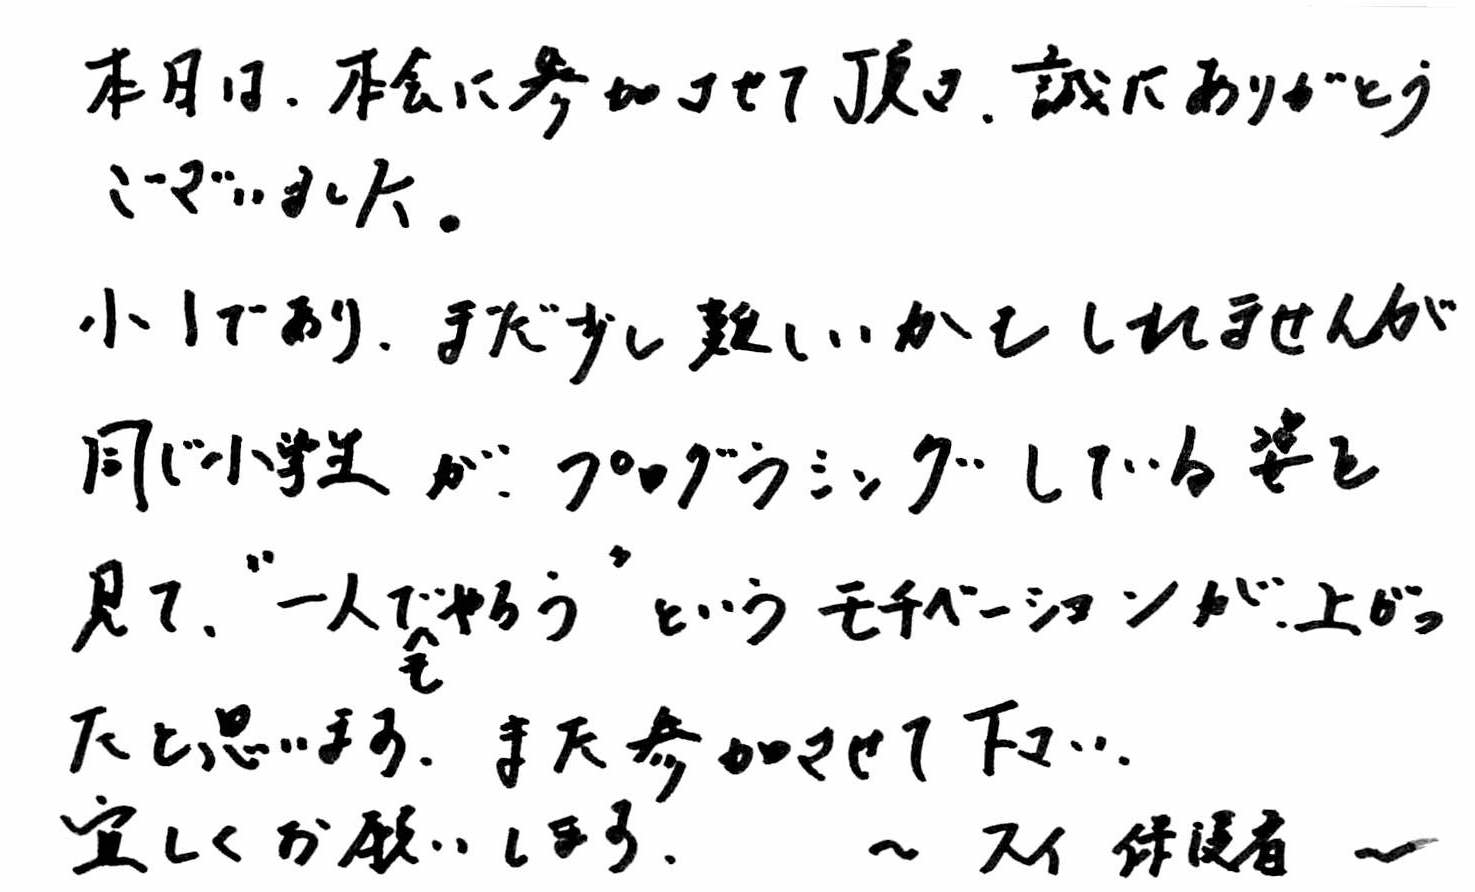 本日は、本会に参加させて頂き、誠にありがとう
ございました。
小1であり、まだ少し難しいかもしれませんが
同じ小学生が、プログラミングしている姿を
見て、"一人でもやろう"というモチベーションが、上がっ
たと思います。また参加させて下さい。
宜しくお願いします。 〜 スイ 保護者 〜